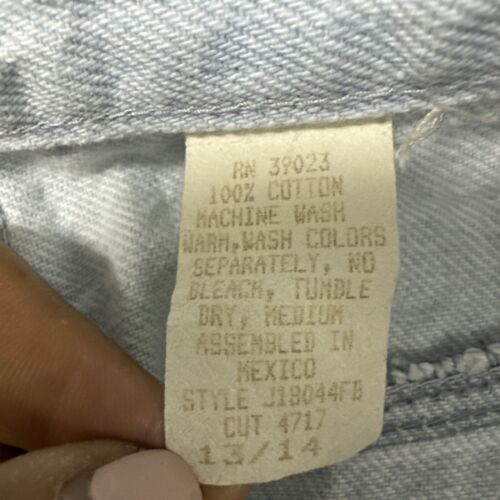 RN 39023
100% COTTON
MACHINE WASH
WARM,WASH COLORS
SEPARATELY, NO
BLEACH, TUMBLE
DRY, MEDIUM
ASSEMBLED IN
MEXICO
STYLE J18044FB
CUT 4717
13/14